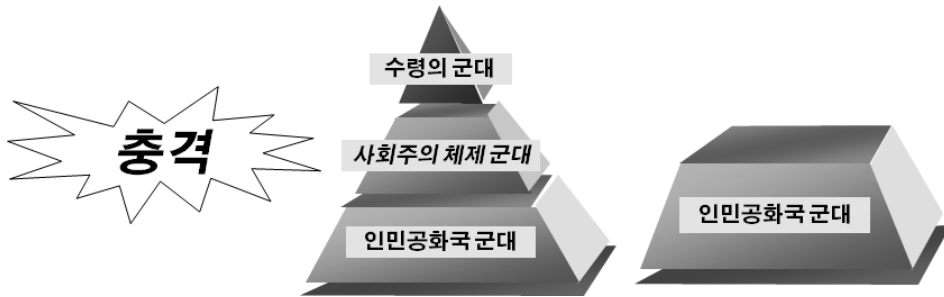 충격
수령의 군대
사회주의 체제 군대
인민공화국 군대
인민공화국 군대